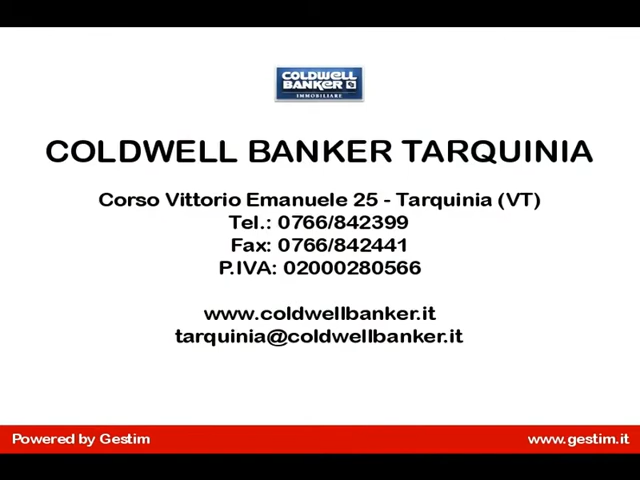 COLDWELL
BANKER
IMMOBILIARE
COLDWELL BANKER TARQUINIA
Corso Vittorio Emanuele 25 - Tarquinia (VT)
Tel.: 0766/842399
Fax: 0766/842441
P.IVA: 02000280566
www.coldwellbanker.it
tarquinia@coldwellbanker.it
Powered by Gestim www.gestim.it